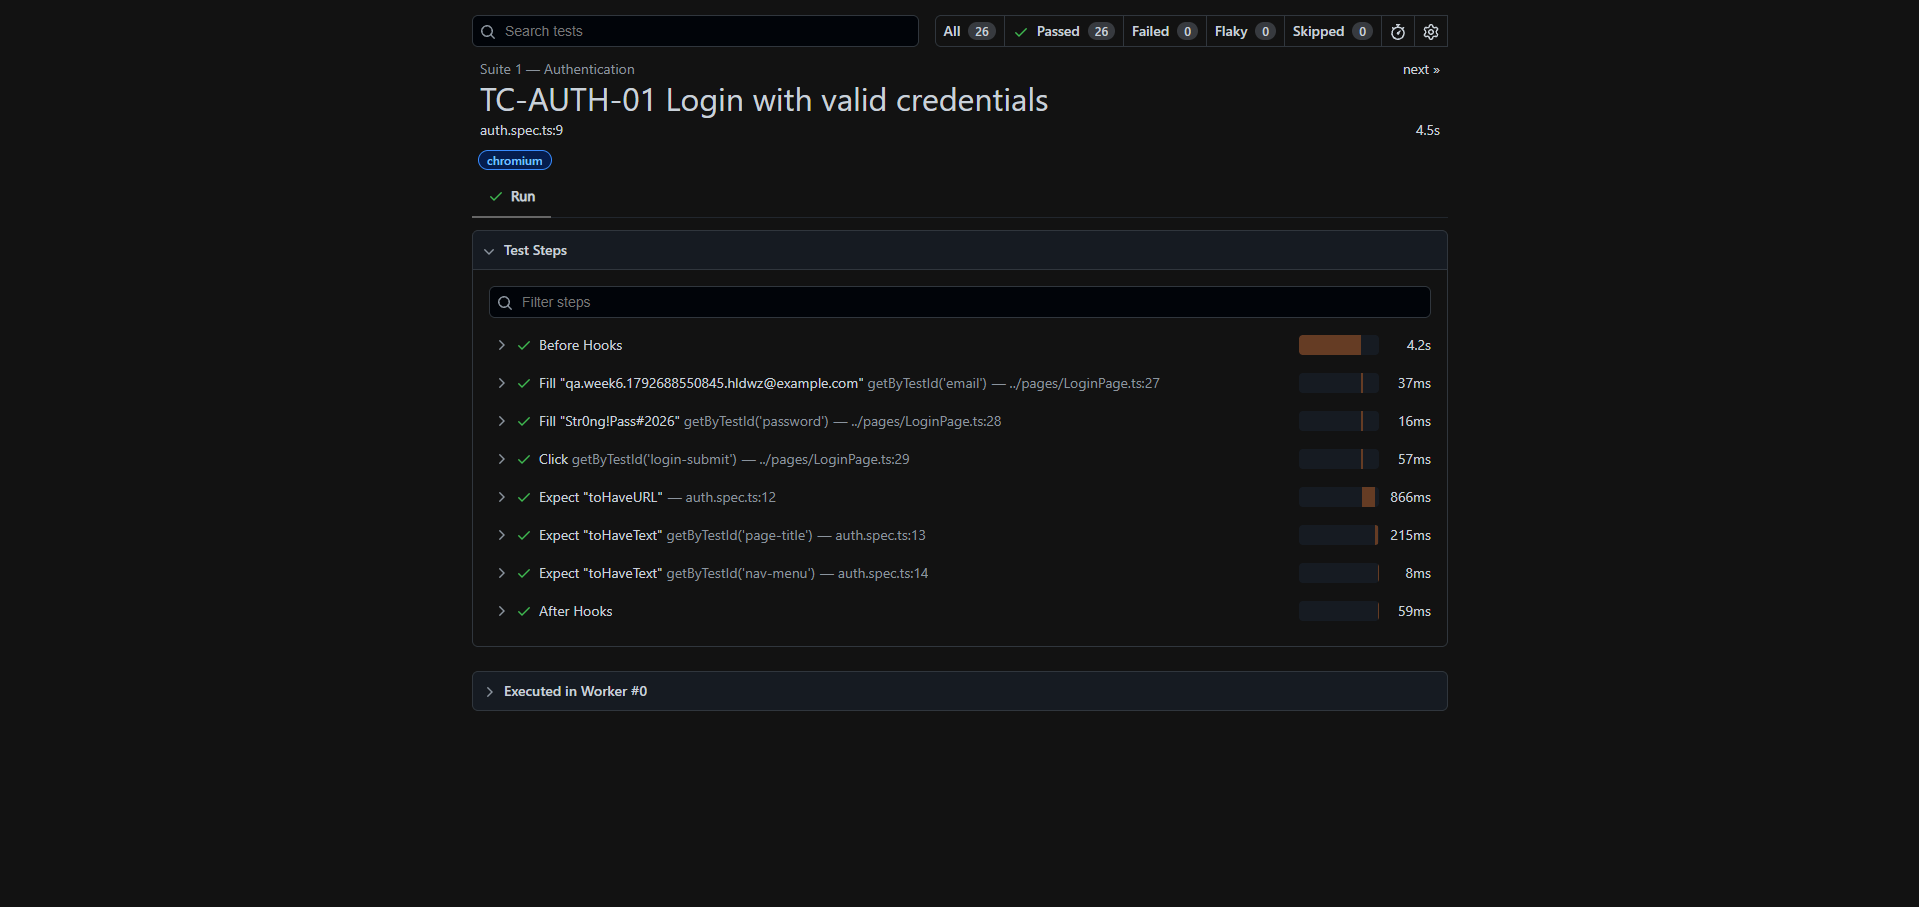 Search tests
All 26 Passed 26 Failed 0 Flaky 0 Skipped 0
Suite 1 — Authentication next »
TC-AUTH-01 Login with valid credentials
auth.spec.ts:9 4.5s
chromium
Run
Test Steps
Filter steps
Before Hooks 4.2s
Fill "qa.week6.1792688550845.hldwz@example.com" getByTestId('email') — ../pages/LoginPage.ts:27 37ms
Fill "Str0ng!Pass#2026" getByTestId('password') — ../pages/LoginPage.ts:28 16ms
Click getByTestId('login-submit') — ../pages/LoginPage.ts:29 57ms
Expect "toHaveURL" — auth.spec.ts:12 866ms
Expect "toHaveText" getByTestId('page-title') — auth.spec.ts:13 215ms
Expect "toHaveText" getByTestId('nav-menu') — auth.spec.ts:14 8ms
After Hooks 59ms
Executed in Worker #0